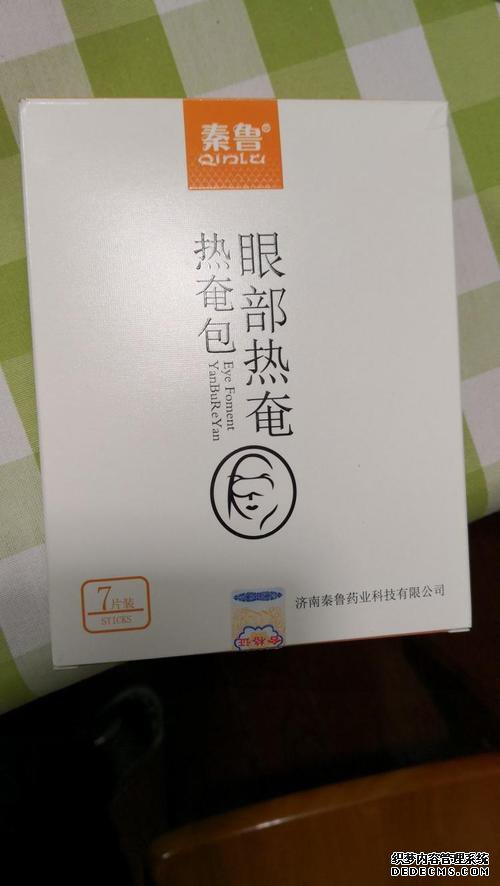 秦鲁®
QinLu
眼部热奄
热奄包
Eye Foment
YanBuReYan
7片装
STICKS
合格证
济南秦鲁药业科技有限公司
织梦内容管理系统
DEDECMS.COM